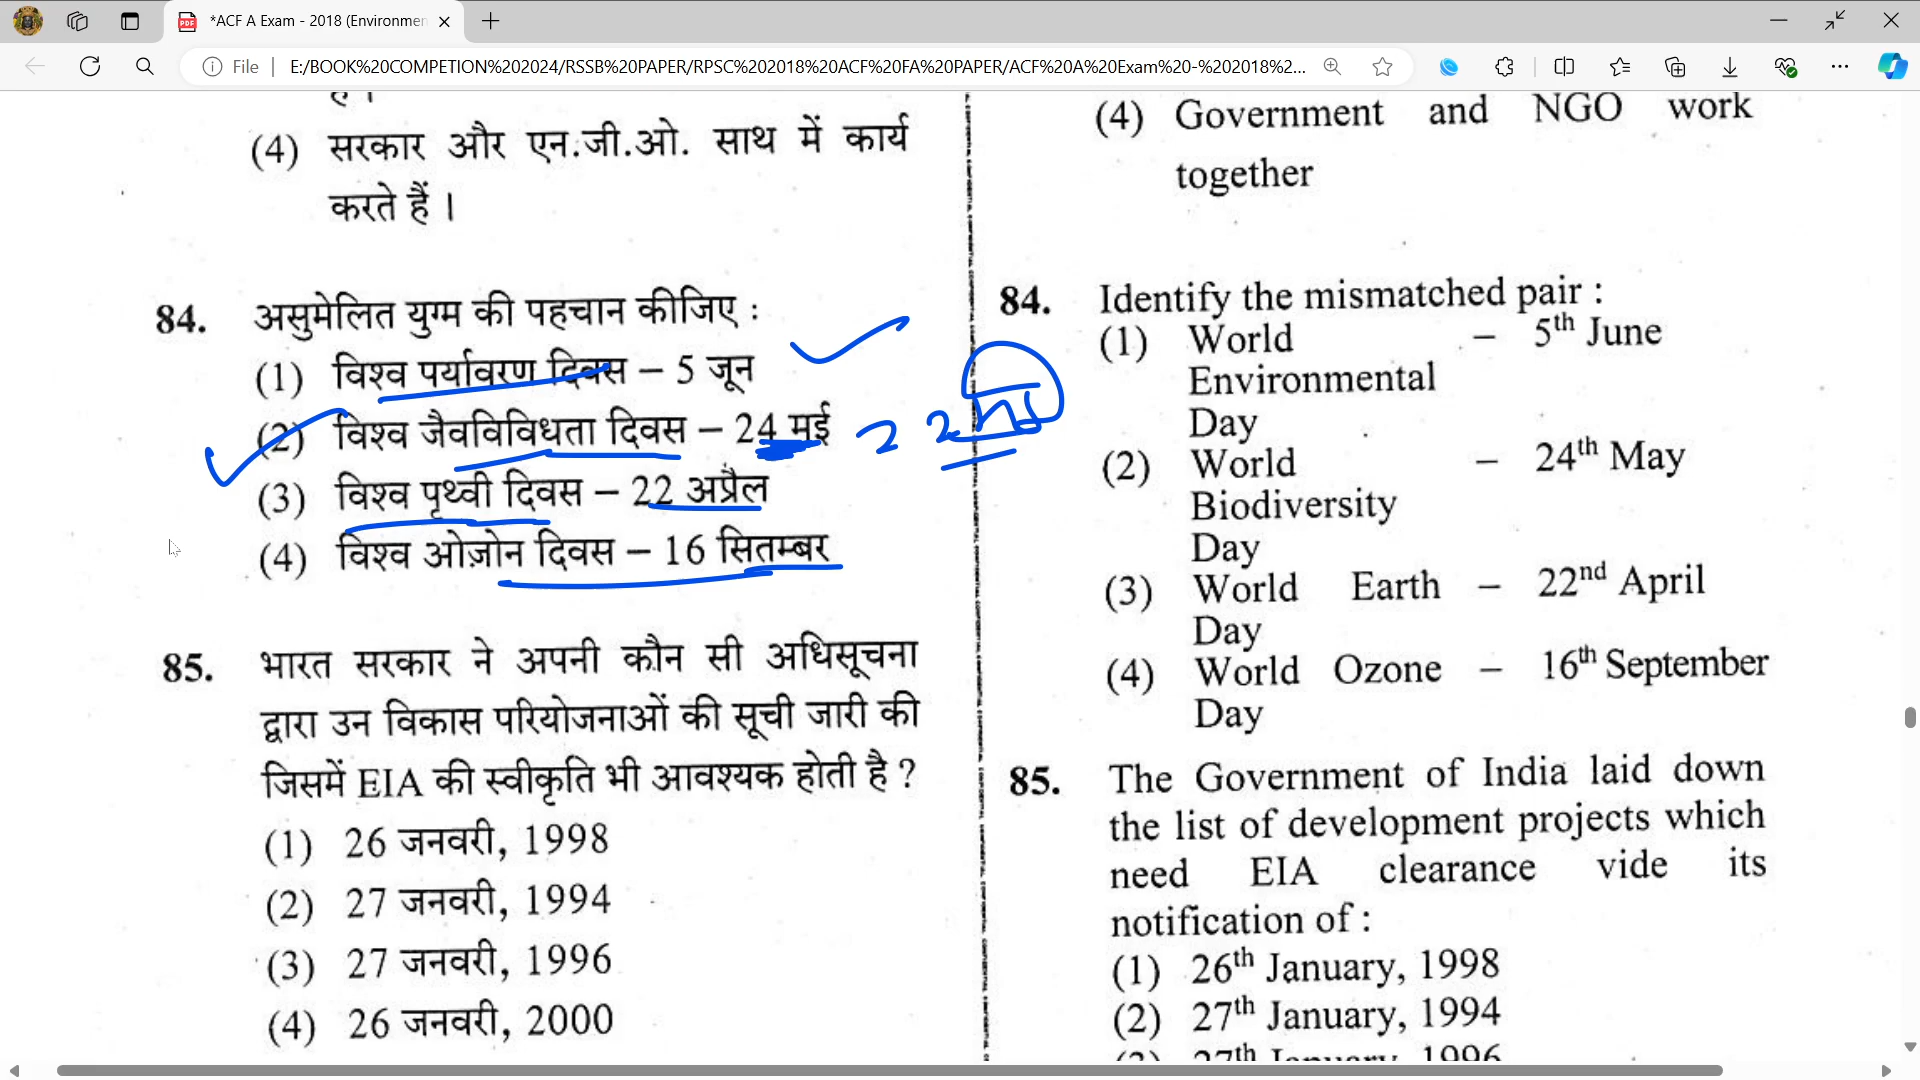 *ACF A Exam - 2018 (Environmen
File
E:/BOOK%20COMPETION%202024/RSSB%20PAPER/RPSC%202018%20ACF%20FA%20PAPER/ACF%20A%20Exam%20-%202018%2...
(4) सरकार और एन.जी.ओ. साथ में कार्य
करते हैं ।
84. असुमेलित युग्म की पहचान कीजिए :
(1) विश्व पर्यावरण दिवस – 5 जून
(2) विश्व जैवविविधता दिवस – 24 मई 22
(3) विश्व पृथ्वी दिवस – 22 अप्रैल
(4) विश्व ओज़ोन दिवस – 16 सितम्बर
85. भारत सरकार ने अपनी कौन सी अधिसूचना
द्वारा उन विकास परियोजनाओं की सूची जारी की
जिसमें EIA की स्वीकृति भी आवश्यक होती है ?
(1) 26 जनवरी, 1998
(2) 27 जनवरी, 1994
(3) 27 जनवरी, 1996
(4) 26 जनवरी, 2000
(4) Government and NGO work
together
84. Identify the mismatched pair :
(1) World – 5th June
Environmental
Day
(2) World – 24th May
Biodiversity
Day
(3) World Earth – 22nd April
Day
(4) World Ozone – 16th September
Day
85. The Government of India laid down
the list of development projects which
need EIA clearance vide its
notification of :
(1) 26th January, 1998
(2) 27th January, 1994